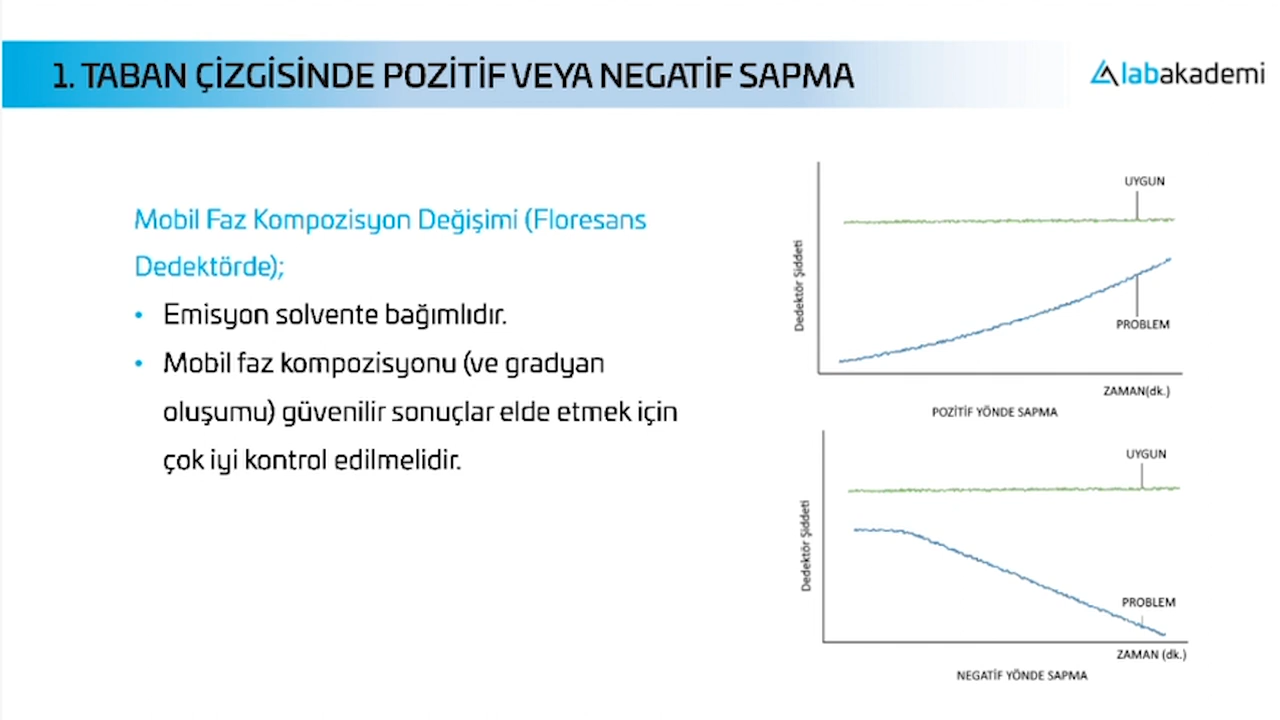 1. TABAN ÇİZGİSİNDE POZİTİF VEYA NEGATİF SAPMA
labakademi
Mobil Faz Kompozisyon Değişimi (Floresans
Dedektörde);
• Emisyon solvente bağımlıdır.
• Mobil faz kompozisyonu (ve gradyan
oluşumu) güvenilir sonuçlar elde etmek için
çok iyi kontrol edilmelidir.
UYGUN
Dedektör Şiddeti
PROBLEM
ZAMAN(dk.)
POZİTİF YÖNDE SAPMA
UYGUN
Dedektör Şiddeti
PROBLEM
ZAMAN (dk.)
NEGATİF YÖNDE SAPMA